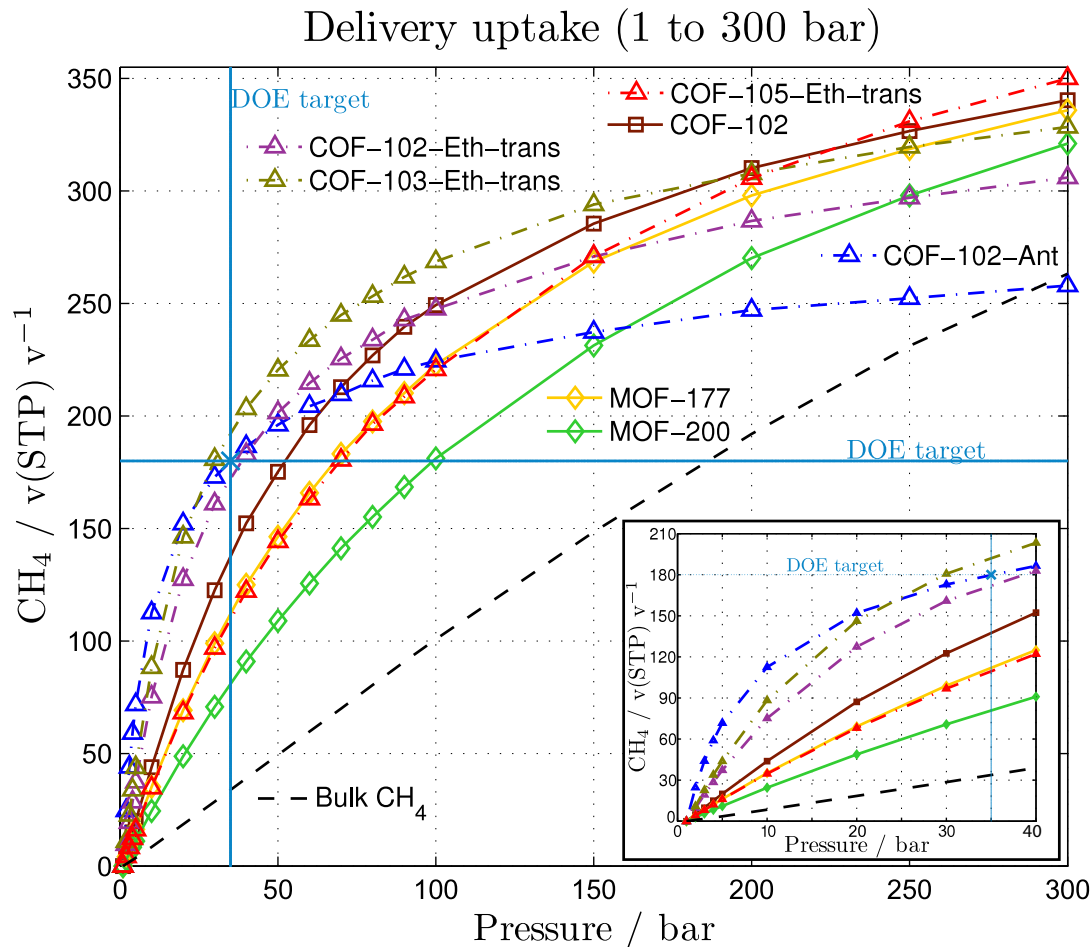 Delivery uptake (1 to 300 bar)
CH₄ / v(STP) v⁻¹
350
300
250
200
150
100
50
0
DOE target
COF−102−Eth−trans
COF−103−Eth−trans
COF−105−Eth−trans
COF−102
COF−102−Ant
MOF−177
MOF−200
DOE target
Bulk CH₄
CH₄ / v(STP) v⁻¹
210
180
150
120
90
60
30
0
DOE target
0 10 20 30 40
Pressure / bar
0 50 100 150 200 250 300
Pressure / bar